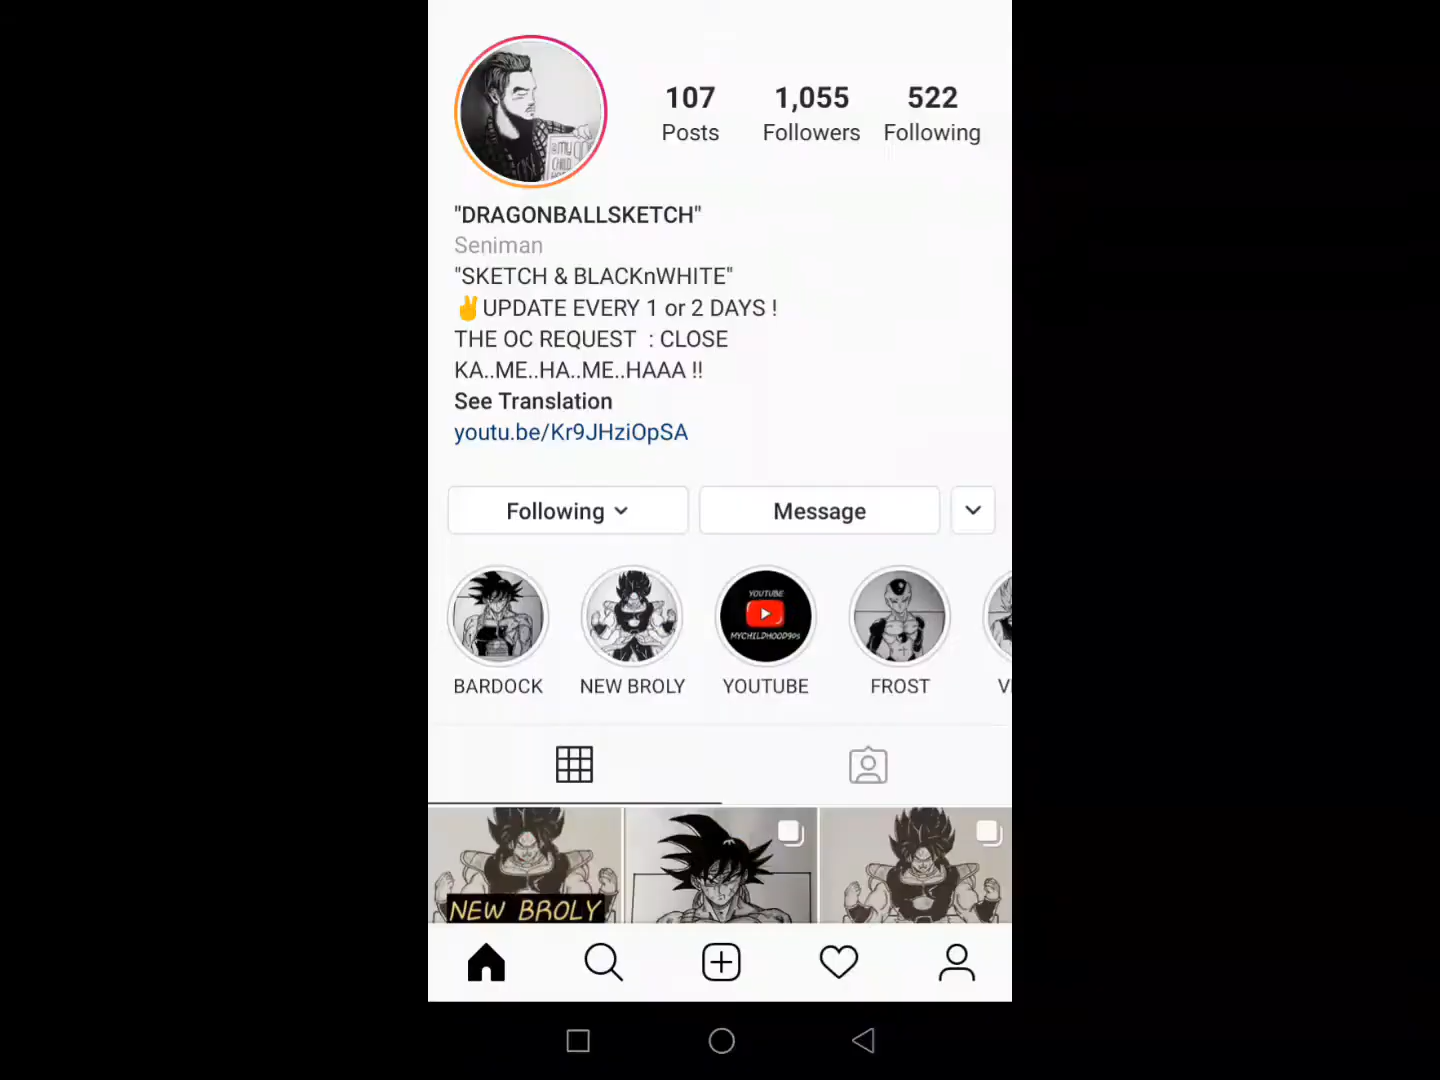 107 1,055 522
Posts Followers Following
"DRAGONBALLSKETCH"
Seniman
"SKETCH & BLACKnWHITE"
✌UPDATE EVERY 1 or 2 DAYS !
THE OC REQUEST : CLOSE
KA..ME..HA..ME..HAAA !!
See Translation
youtu.be/Kr9JHziOpSA
Following Message
YOUTUBE
MYCHILDHOOD90s
BARDOCK NEW BROLY YOUTUBE FROST
NEW BROLY